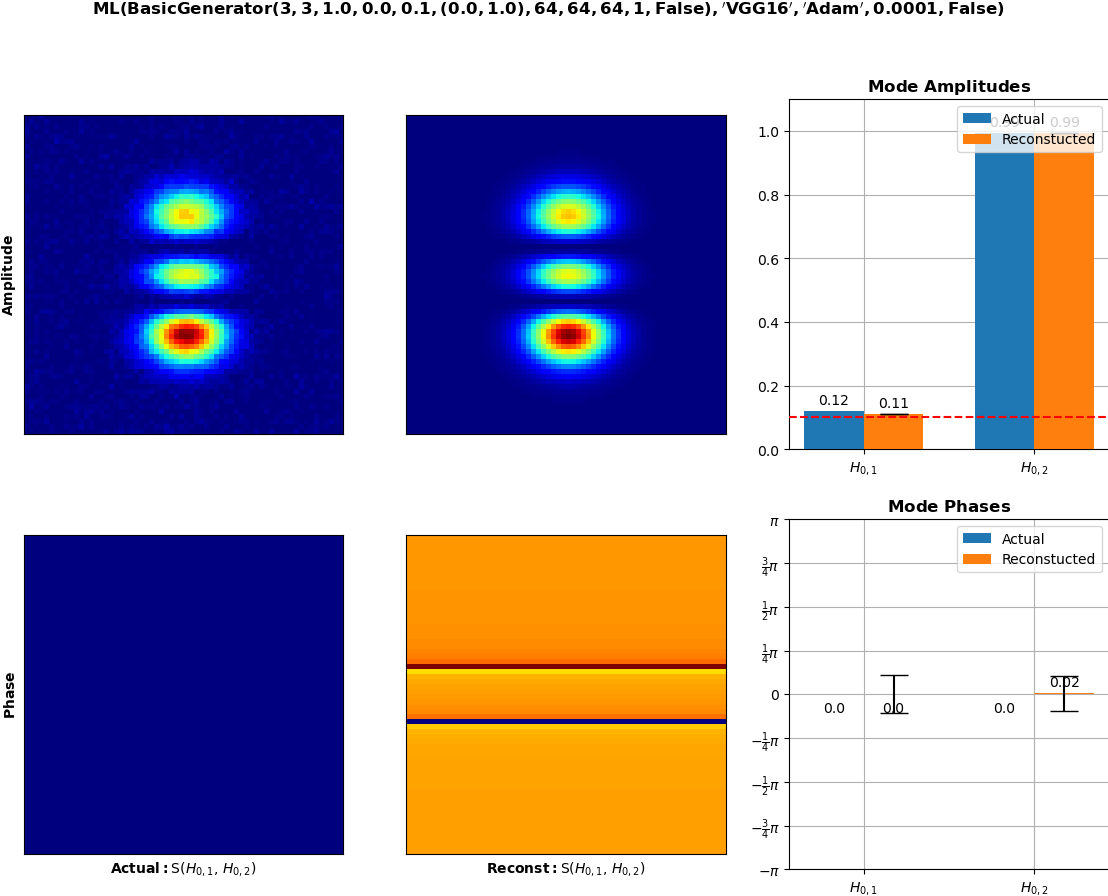 ML(BasicGenerator(3, 3, 1.0, 0.0, 0.1, (0.0, 1.0), 64, 64, 64, 1, False), ′VGG16′, ′Adam′, 0.0001, False)
Amplitude
Mode Amplitudes
Actual
Reconstucted
0.99
1.0
0.8
0.6
0.4
0.2
0.0
0.12
0.11
H0,1
H0,2
Phase
Actual: S(H0,1, H0,2)
Reconst: S(H0,1, H0,2)
Mode Phases
Actual
Reconstucted
π
3/4π
1/2π
1/4π
0
−1/4π
−1/2π
−3/4π
−π
0.0
0.0
0.0
0.02
H0,1
H0,2